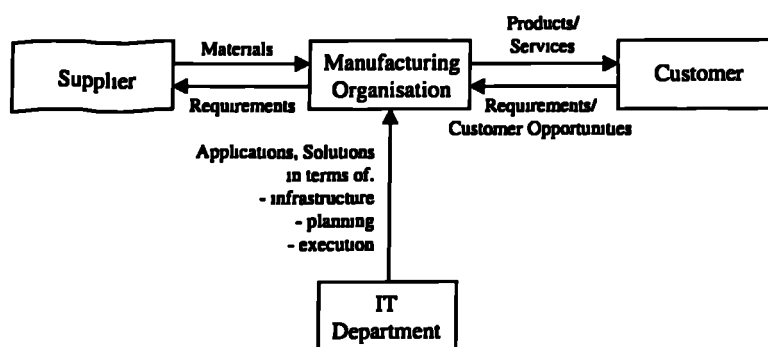 Supplier
Materials
Requirements
Manufacturing
Organisation
Products/
Services
Requirements/
Customer Opportunities
Customer
Applications, Solutions
in terms of.
- infrastructure
- planning
- execution
IT
Department